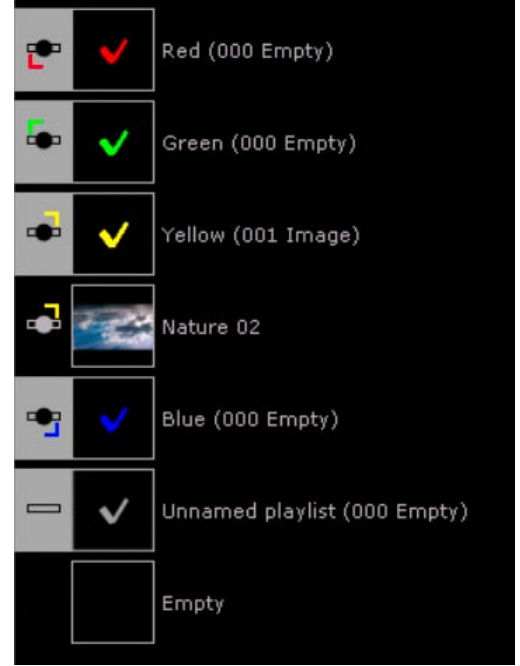 Red (000 Empty)
Green (000 Empty)
Yellow (001 Image)
Nature 02
Blue (000 Empty)
Unnamed playlist (000 Empty)
Empty